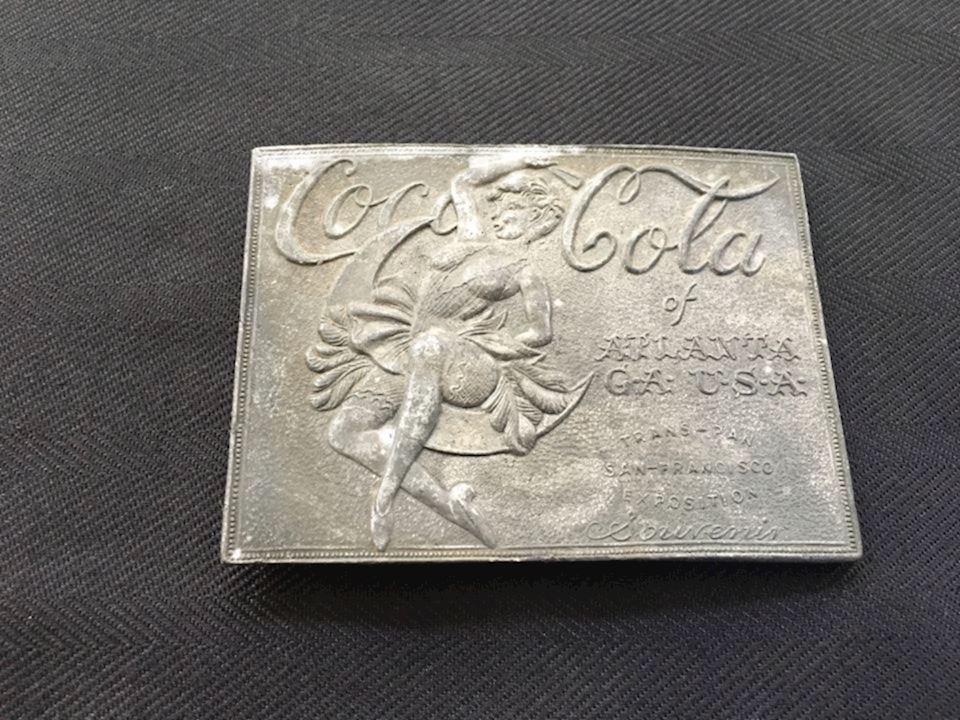 Coca Cola
of
ATLANTA
GA U·S·A·
TRANS-PAN
SAN-FRANCISCO
EXPOSITION
Souvenir